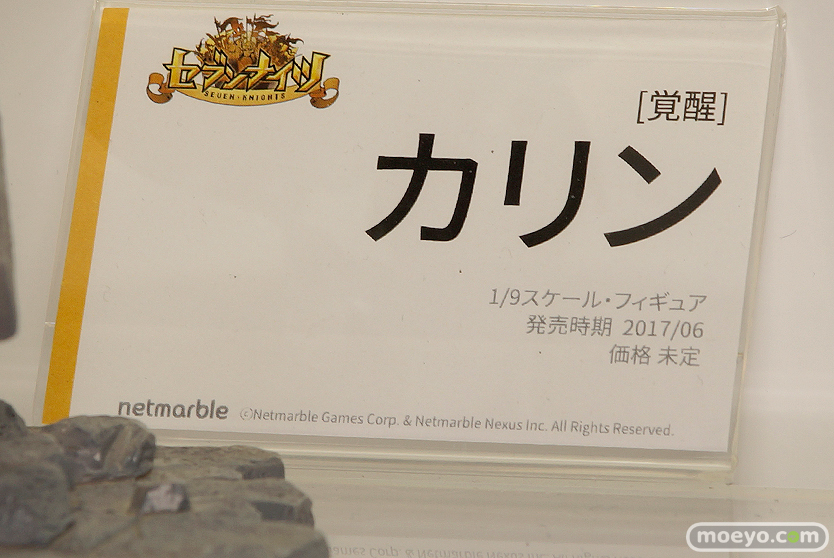 セブンナイツ
SEVEN·KNIGHTS
[覚醒]
カリン
1/9スケール・フィギュア
発売時期 2017/06
価格 未定
netmarble ⓒNetmarble Games Corp. & Netmarble Nexus Inc. All Rights Reserved.
moeyo.com